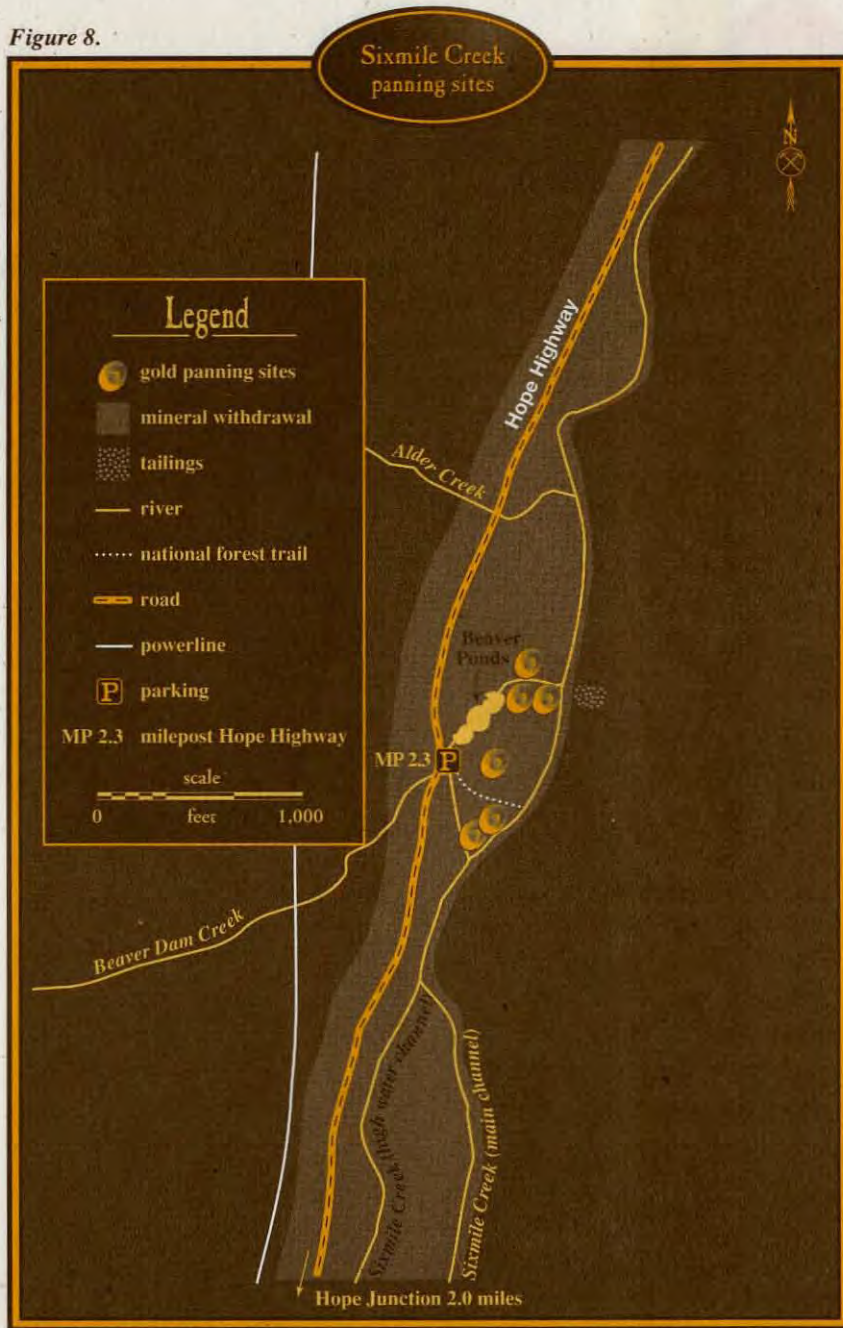 Figure 8.
Sixmile Creek
panning sites
N
Legend
gold panning sites
mineral withdrawal
tailings
river
national forest trail
road
powerline
P parking
MP 2.3 milepost Hope Highway
scale
0 feet 1,000
Hope Highway
Alder Creek
Beaver
Ponds
MP 2.3 P
Beaver Dam Creek
Sixmile Creek (high water channel)
Sixmile Creek (main channel)
Hope Junction 2.0 miles